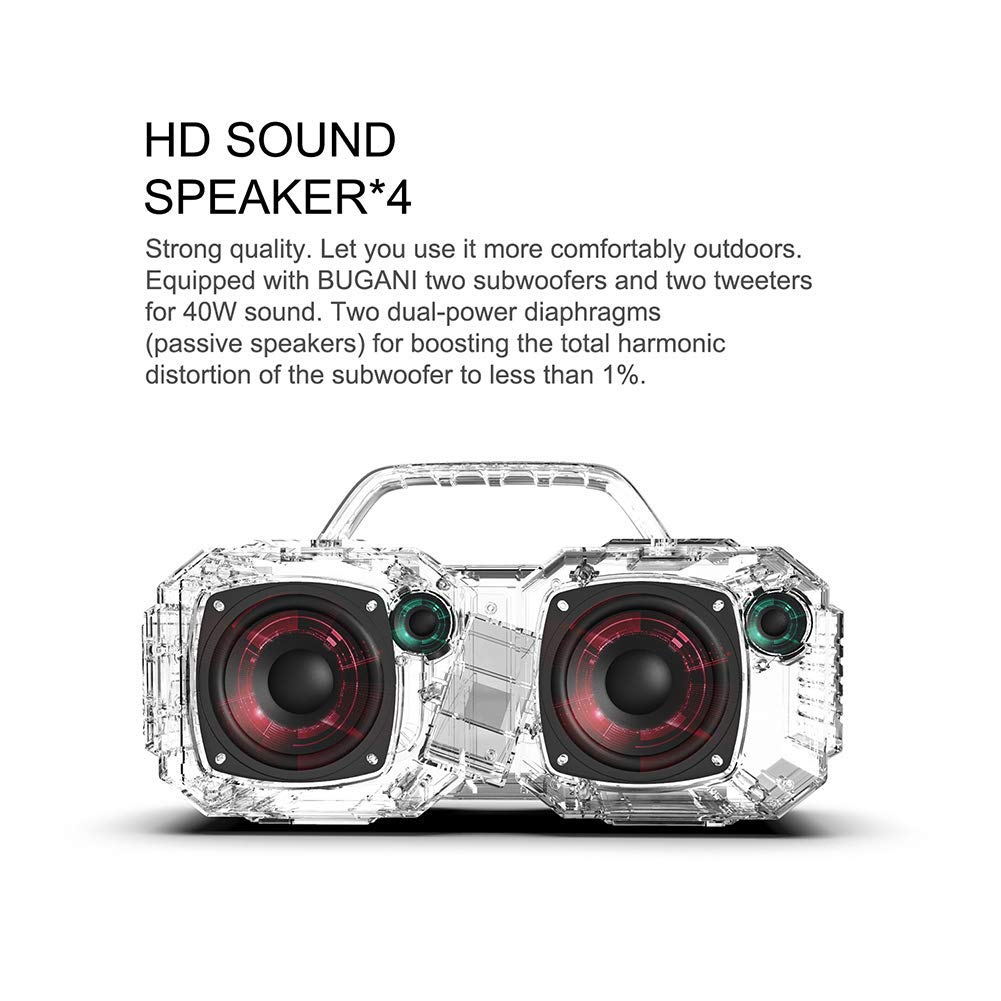 HD SOUND
SPEAKER*4
Strong quality. Let you use it more comfortably outdoors.
Equipped with BUGANI two subwoofers and two tweeters
for 40W sound. Two dual-power diaphragms
(passive speakers) for boosting the total harmonic
distortion of the subwoofer to less than 1%.